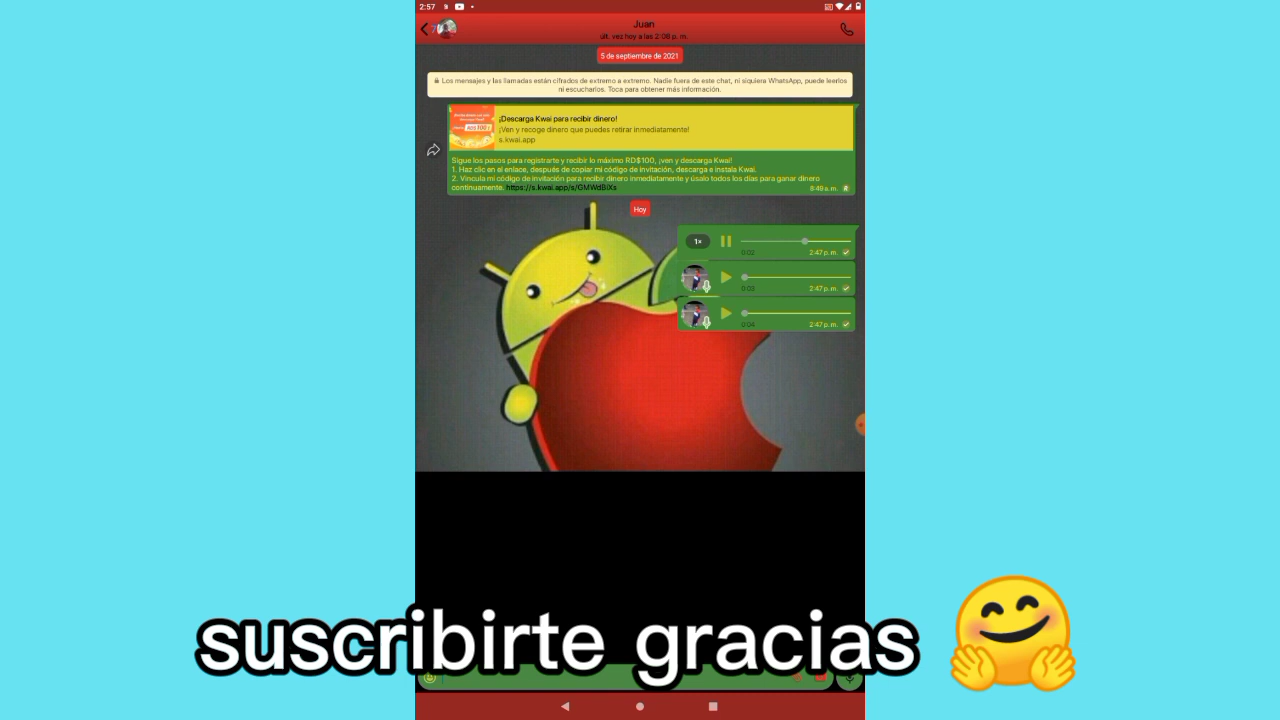 2:57
Juan
últ. vez hoy a las 2:08 p. m.
5 de septiembre de 2021
Los mensajes y las llamadas están cifrados de extremo a extremo. Nadie fuera de este chat, ni siquiera WhatsApp, puede leerlos
ni escucharlos. Toca para obtener más información.
¡Descarga Kwai para recibir dinero!
¡Ven y recoge dinero que puedes retirar inmediatamente!
s.kwai.app
Sigue los pasos para registrarte y recibir lo máximo RD$100, ¡ven y descarga Kwai!
1. Haz clic en el enlace, después de copiar mi código de invitación, descarga e instala Kwai.
2. Vincula mi código de invitación para recibir dinero inmediatamente y úsalo todos los días para ganar dinero
continuamente. https://s.kwai.app/s/GMWdBiXs
8:49 a. m.
Hoy
1×
0:02 2:47 p. m.
0:03 2:47 p. m.
0:04 2:47 p. m.
suscribirte gracias